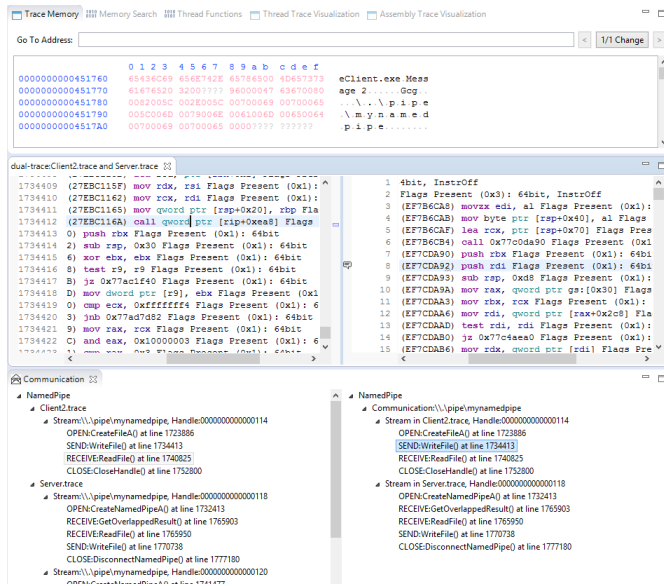 Trace Memory Memory Search Thread Functions Thread Trace Visualization Assembly Trace Visualization
Go To Address: < 1/1 Change >
0 1 2 3 4 5 6 7 8 9 a b c d e f
0000000000451760 65436C69 656E742E 65786500 4D657373 eClient.exe.Mess
0000000000451770 61676520 3200???? 96000047 63670080 age 2......Gcg..
0000000000451780 0082005C 002E005C 00700069 00700065 ...\...\.p.i.p.e
0000000000451790 005C006D 0079006E 0061006D 00650064 .\.m.y.n.a.m.e.d
00000000004517A0 00700069 00700065 0000???? ?????? .p.i.p.e........
dual-trace:Client2.trace and Server.trace
1734409 (27EBC115F) mov rdx, rsi Flags Present (0x1):
1734410 (27EBC1162) mov rcx, rdi Flags Present (0x1):
1734411 (27EBC1165) mov qword ptr [rsp+0x20], rbp Fla
1734412 (27EBC116A) call qword ptr [rip+0xea8] Flags
1734413 0) push rbx Flags Present (0x1): 64bit
1734414 2) sub rsp, 0x30 Flags Present (0x1): 64bit
1734415 6) xor ebx, ebx Flags Present (0x1): 64bit
1734416 8) test r9, r9 Flags Present (0x1): 64bit
1734417 B) jz 0x77ac1f40 Flags Present (0x1): 64bit
1734418 D) mov dword ptr [r9], ebx Flags Present (0x1
1734419 0) cmp ecx, 0xfffffff4 Flags Present (0x1): 6
1734420 3) jnb 0x77ad7d82 Flags Present (0x1): 64bit
1734421 9) mov rax, rcx Flags Present (0x1): 64bit
1734422 C) and eax, 0x10000003 Flags Present (0x1): 6
1 4bit, InstrOff
2 Flags Present (0x3): 64bit, InstrOff
3 (EF7B6CA8) movzx edi, al Flags Present (0x1):
4 (EF7B6CAB) mov byte ptr [rsp+0x40], al Flags
5 (EF7B6CAF) lea rcx, ptr [rsp+0x70] Flags Pres
6 (EF7B6CB4) call 0x77c0da90 Flags Present (0x1
7 (EF7CDA90) push rbx Flags Present (0x1): 64bi
8 (EF7CDA92) push rdi Flags Present (0x1): 64bi
9 (EF7CDA93) sub rsp, 0xd8 Flags Present (0x1):
10 (EF7CDA9A) mov rax, qword ptr gs:[0x30] Flags
11 (EF7CDAA3) mov rbx, rcx Flags Present (0x1):
12 (EF7CDAA6) mov rdi, qword ptr [rax+0x2c8] Fla
13 (EF7CDAAD) test rdi, rdi Flags Present (0x1):
14 (EF7CDAB0) jz 0x77c4aea0 Flags Present (0x1):
15 (EF7CDAB6) mov rdx, qword ptr [rdi] Flags Pre
Communication
NamedPipe
Client2.trace
Stream:\\.\pipe\mynamedpipe, Handle:0000000000000114
OPEN:CreateFileA() at line 1723886
SEND:WriteFile() at line 1734413
RECEIVE:ReadFile() at line 1740825
CLOSE:CloseHandle() at line 1752800
Server.trace
Stream:\\.\pipe\mynamedpipe, Handle:0000000000000118
OPEN:CreateNamedPipeA() at line 1732413
RECEIVE:GetOverlappedResult() at line 1765903
RECEIVE:ReadFile() at line 1765950
SEND:WriteFile() at line 1770738
CLOSE:DisconnectNamedPipe() at line 1777180
Stream:\\.\pipe\mynamedpipe, Handle:0000000000000120
OPEN:CreateNamedPipeA() at line 1741477
NamedPipe
Communication:\\.\pipe\mynamedpipe
Stream in Client2.trace, Handle:0000000000000114
OPEN:CreateFileA() at line 1723886
SEND:WriteFile() at line 1734413
RECEIVE:ReadFile() at line 1740825
CLOSE:CloseHandle() at line 1752800
Stream in Server.trace, Handle:0000000000000118
OPEN:CreateNamedPipeA() at line 1732413
RECEIVE:GetOverlappedResult() at line 1765903
RECEIVE:ReadFile() at line 1765950
SEND:WriteFile() at line 1770738
CLOSE:DisconnectNamedPipe() at line 1777180